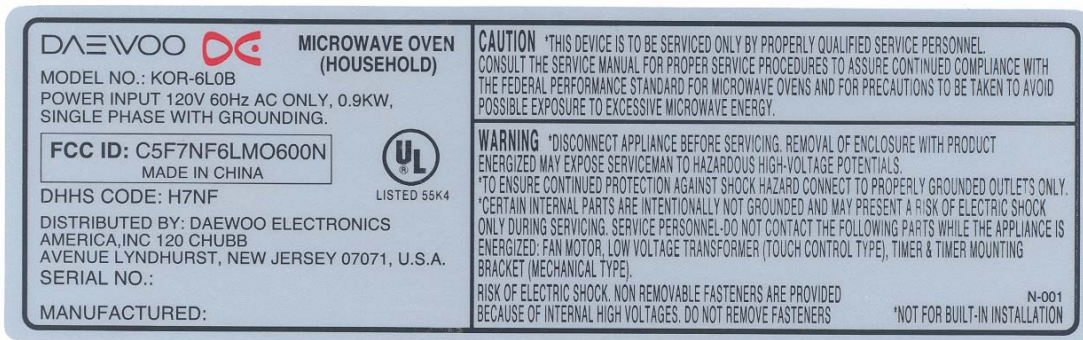 DAEWOO
MICROWAVE OVEN
(HOUSEHOLD)
MODEL NO.: KOR-6L0B
POWER INPUT 120V 60Hz AC ONLY, 0.9KW,
SINGLE PHASE WITH GROUNDING.
FCC ID: C5F7NF6LMO600N
MADE IN CHINA
UL
®
LISTED 55K4
DHHS CODE: H7NF
DISTRIBUTED BY: DAEWOO ELECTRONICS
AMERICA,INC 120 CHUBB
AVENUE LYNDHURST, NEW JERSEY 07071, U.S.A.
SERIAL NO.:
MANUFACTURED:
CAUTION *THIS DEVICE IS TO BE SERVICED ONLY BY PROPERLY QUALIFIED SERVICE PERSONNEL.
CONSULT THE SERVICE MANUAL FOR PROPER SERVICE PROCEDURES TO ASSURE CONTINUED COMPLIANCE WITH
THE FEDERAL PERFORMANCE STANDARD FOR MICROWAVE OVENS AND FOR PRECAUTIONS TO BE TAKEN TO AVOID
POSSIBLE EXPOSURE TO EXCESSIVE MICROWAVE ENERGY.
WARNING *DISCONNECT APPLIANCE BEFORE SERVICING. REMOVAL OF ENCLOSURE WITH PRODUCT
ENERGIZED MAY EXPOSE SERVICEMAN TO HAZARDOUS HIGH-VOLTAGE POTENTIALS.
*TO ENSURE CONTINUED PROTECTION AGAINST SHOCK HAZARD CONNECT TO PROPERLY GROUNDED OUTLETS ONLY.
*CERTAIN INTERNAL PARTS ARE INTENTIONALLY NOT GROUNDED AND MAY PRESENT A RISK OF ELECTRIC SHOCK
ONLY DURING SERVICING. SERVICE PERSONNEL-DO NOT CONTACT THE FOLLOWING PARTS WHILE THE APPLIANCE IS
ENERGIZED: FAN MOTOR, LOW VOLTAGE TRANSFORMER (TOUCH CONTROL TYPE), TIMER & TIMER MOUNTING
BRACKET (MECHANICAL TYPE).
RISK OF ELECTRIC SHOCK. NON REMOVABLE FASTENERS ARE PROVIDED
BECAUSE OF INTERNAL HIGH VOLTAGES. DO NOT REMOVE FASTENERS
N-001
*NOT FOR BUILT-IN INSTALLATION